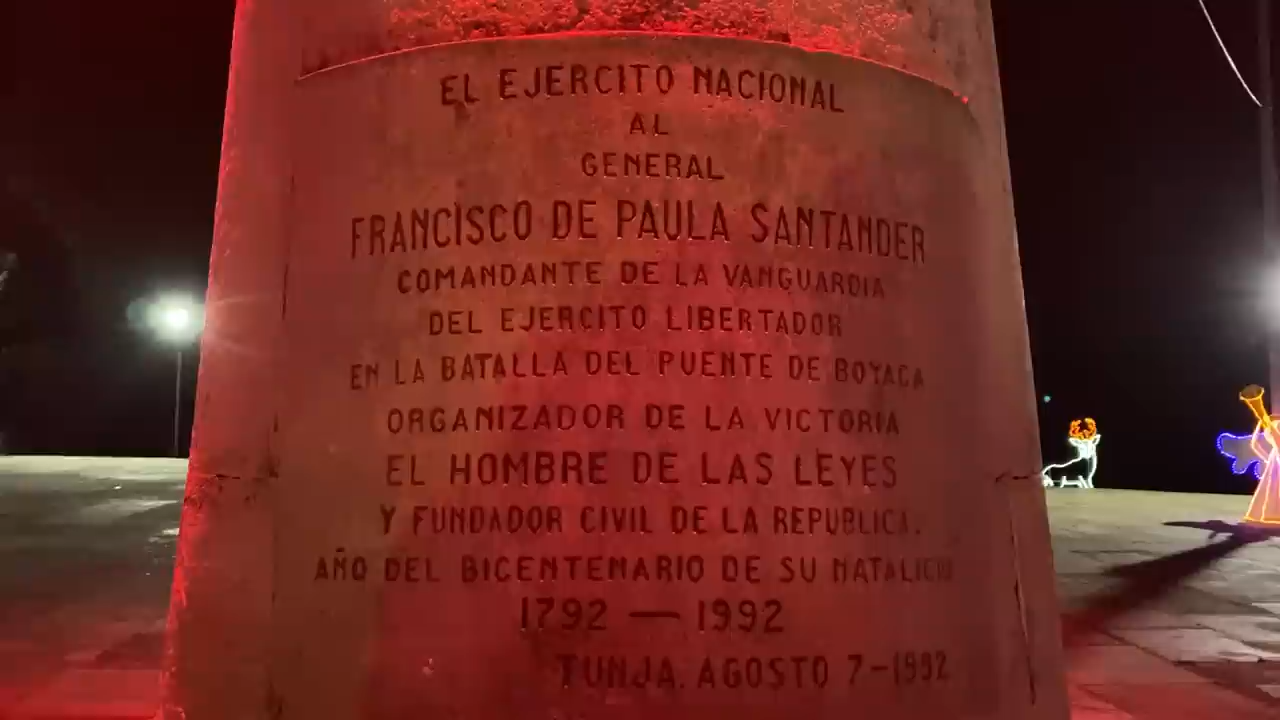 EL EJERCITO NACIONAL
AL
GENERAL
FRANCISCO DE PAULA SANTANDER
COMANDANTE DE LA VANGUARDIA
DEL EJERCITO LIBERTADOR
EN LA BATALLA DEL PUENTE DE BOYACA
ORGANIZADOR DE LA VICTORIA
EL HOMBRE DE LAS LEYES
Y FUNDADOR CIVIL DE LA REPUBLICA.
AÑO DEL BICENTENARIO DE SU NATALICIO
1792 — 1992
TUNJA. AGOSTO 7-1992